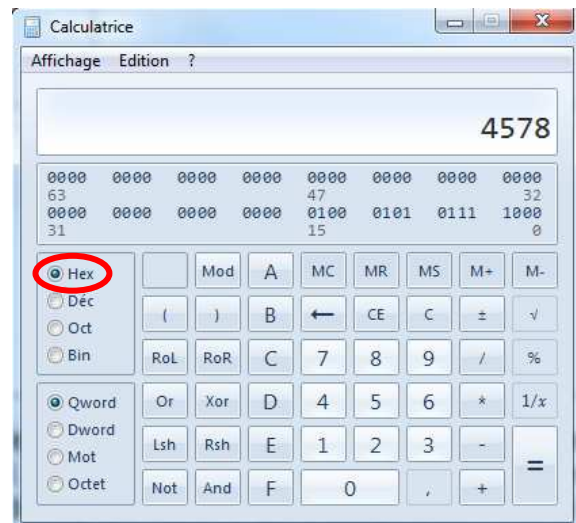 Calculatrice
Affichage Edition ?
4578
0000 0000 0000 0000 0000 0000 0000 0000
63 47 32
0000 0000 0000 0000 0100 0101 0111 1000
31 15 0
Hex Mod A MC MR MS M+ M-
Déc
Oct ( ) B ← CE C ± √
Bin RoL RoR C 7 8 9 / %
Qword Or Xor D 4 5 6 * 1/x
Dword
Mot Lsh Rsh E 1 2 3 - =
Octet Not And F 0 , +